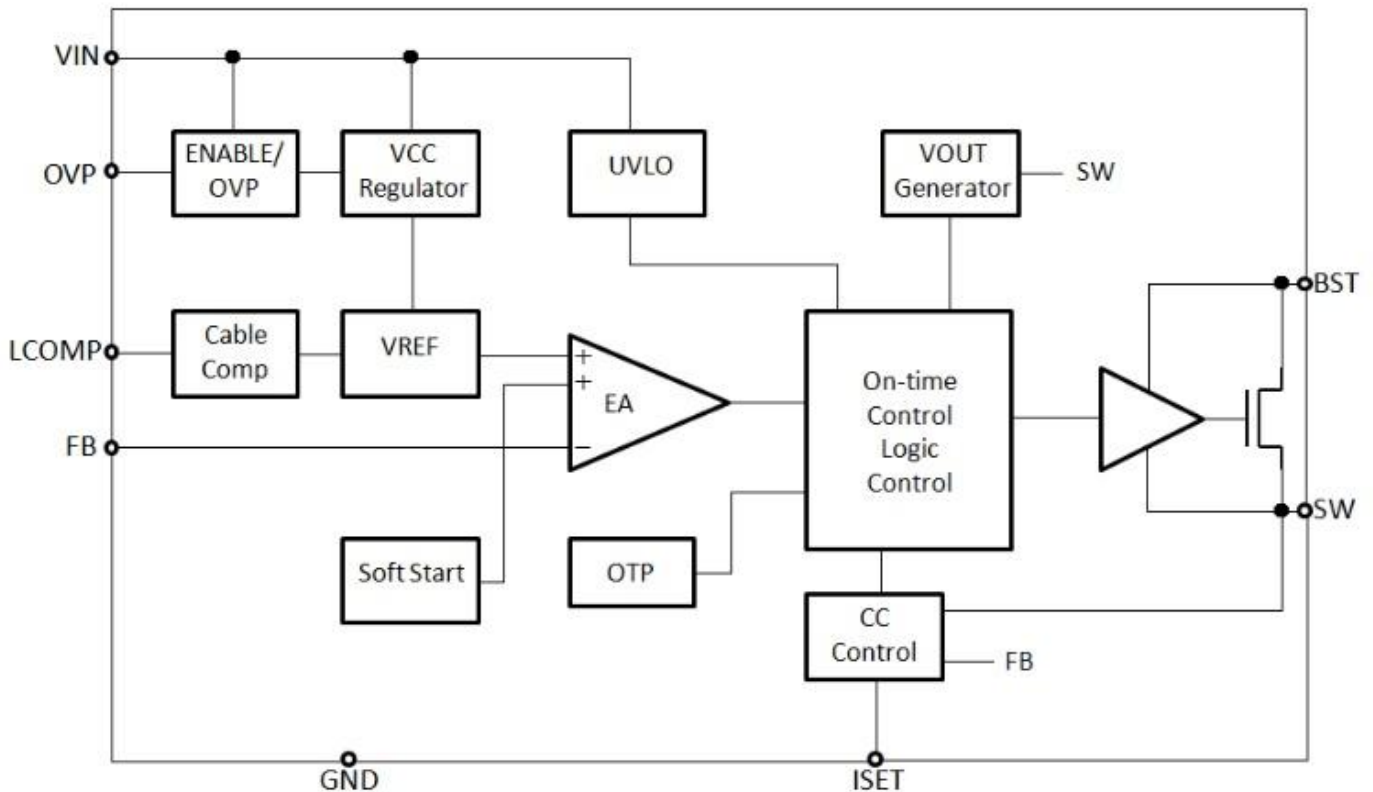 VIN
OVP
ENABLE/
OVP
VCC
Regulator
UVLO
VOUT
Generator
SW
BST
LCOMP
Cable
Comp
VREF
+
+
EA
−
FB
On-time
Control
Logic
Control
SW
Soft Start
OTP
CC
Control
FB
GND
ISET